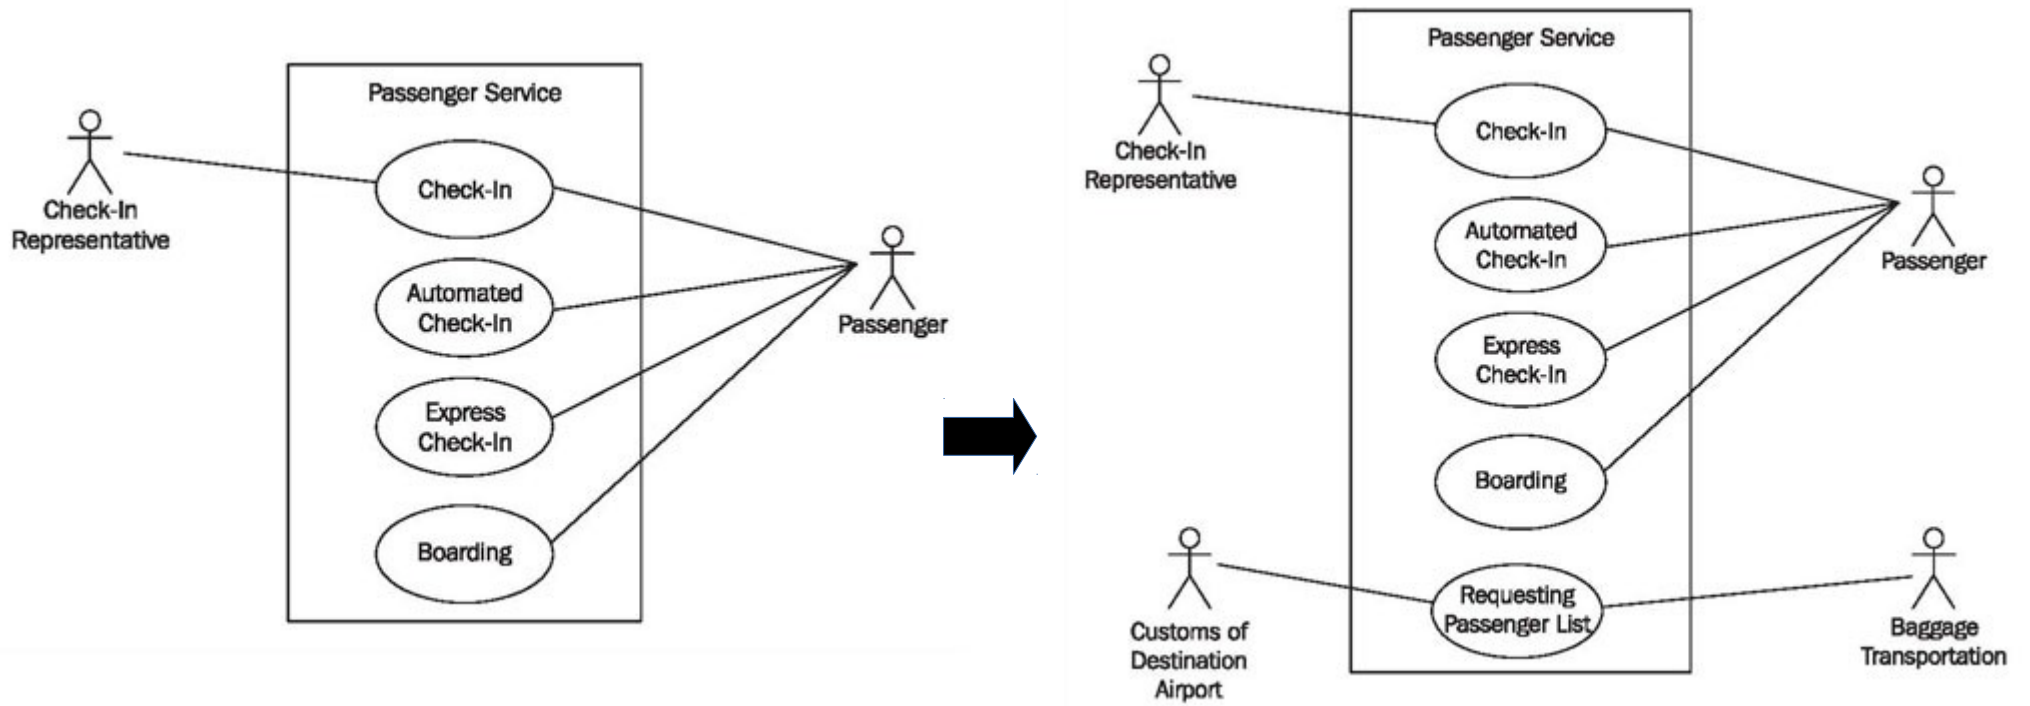 Passenger Service
Check-In
Representative
Check-In
Automated
Check-In
Express
Check-In
Boarding
Passenger
Passenger Service
Check-In
Representative
Check-In
Automated
Check-In
Express
Check-In
Boarding
Requesting
Passenger List
Passenger
Customs of
Destination
Airport
Baggage
Transportation